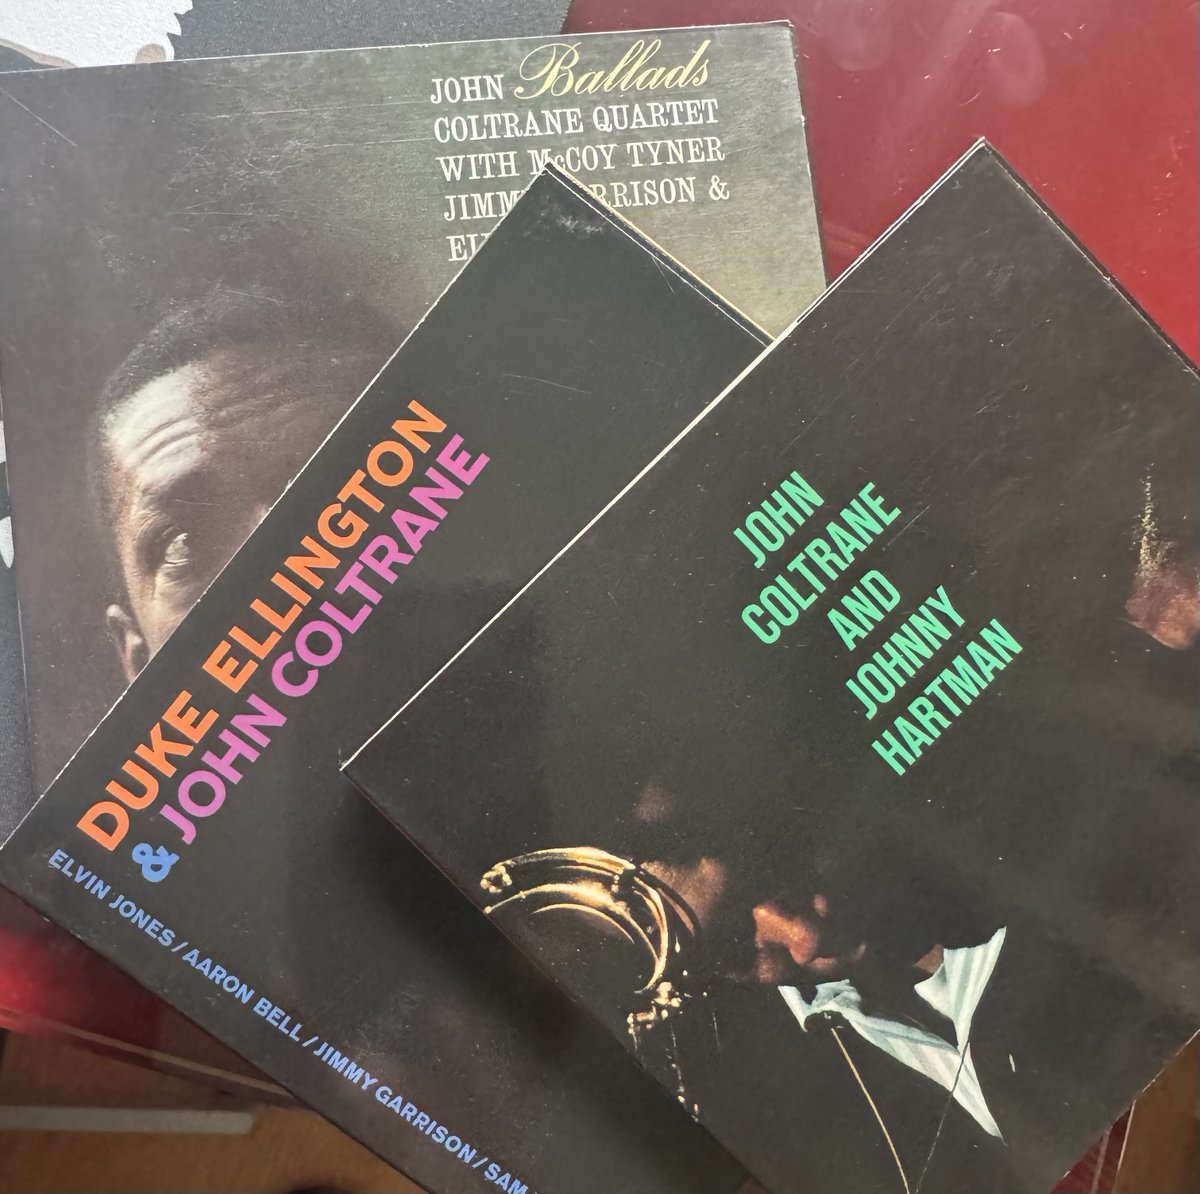 JOHN Ballads
COLTRANE QUARTET
WITH McCOY TYNER
&
DUKE ELLINGTON
& JOHN COLTRANE
ELVIN JONES/AARON BELL/JIMMY GARRISON/SAM
JOHN
COLTRANE
AND
JOHNNY
HARTMAN